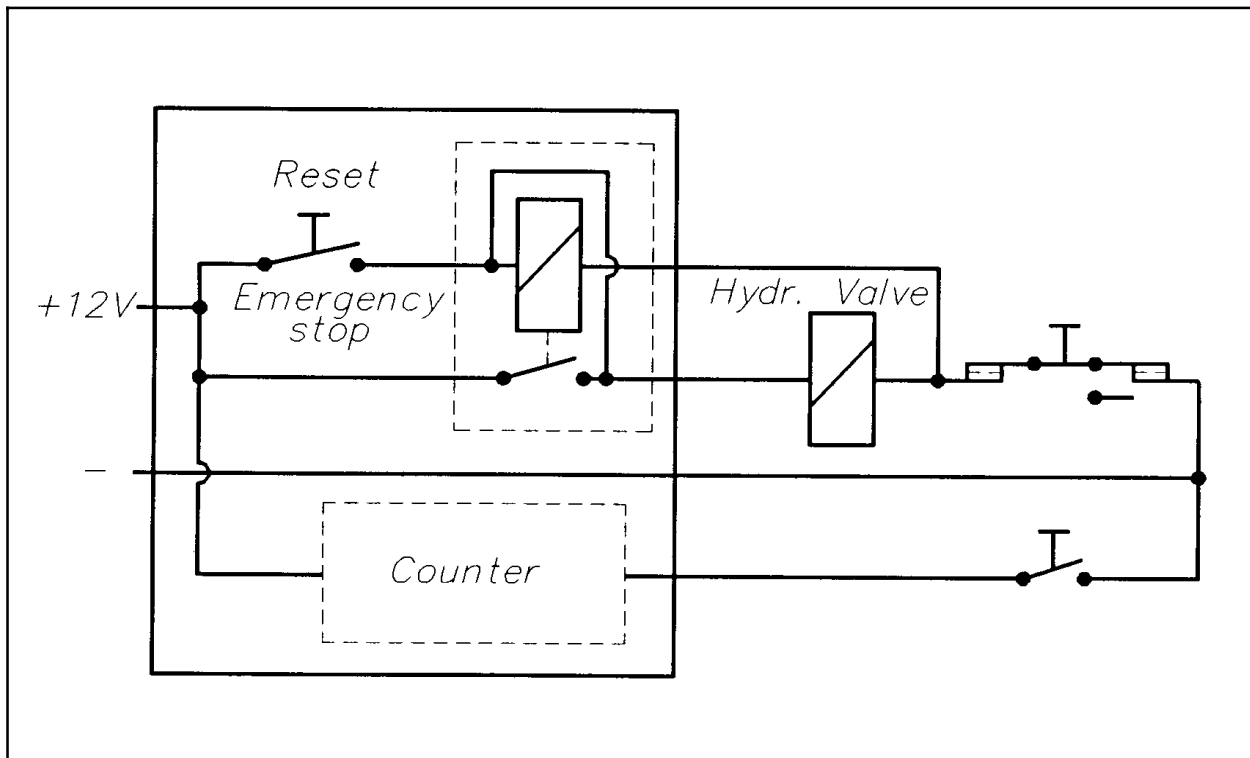 Reset
+12V
Emergency
stop
Hydr. Valve
−
Counter